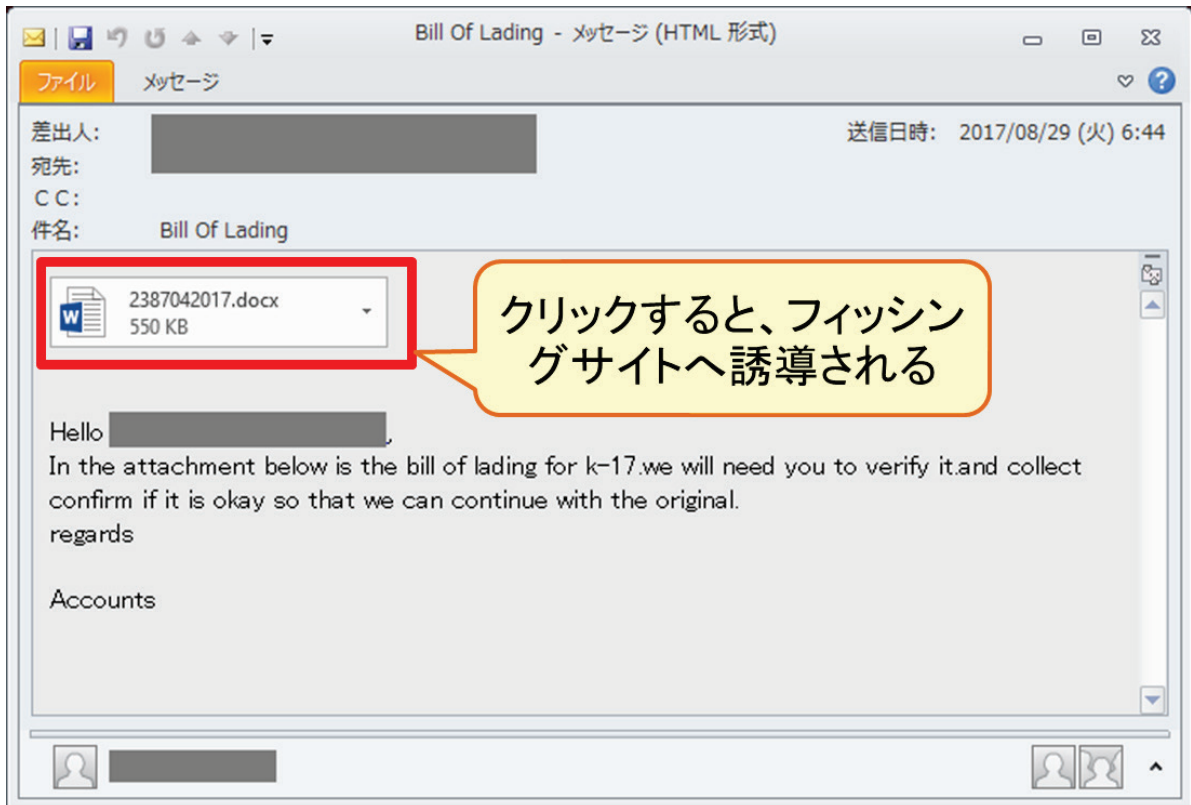 Bill Of Lading - メッセージ (HTML 形式)
ファイル メッセージ
差出人: 送信日時: 2017/08/29 (火) 6:44
宛先:
CC:
件名: Bill Of Lading
2387042017.docx
550 KB
クリックすると、フィッシン
グサイトへ誘導される
Hello ,
In the attachment below is the bill of lading for k-17.we will need you to verify it.and collect
confirm if it is okay so that we can continue with the original.
regards
Accounts